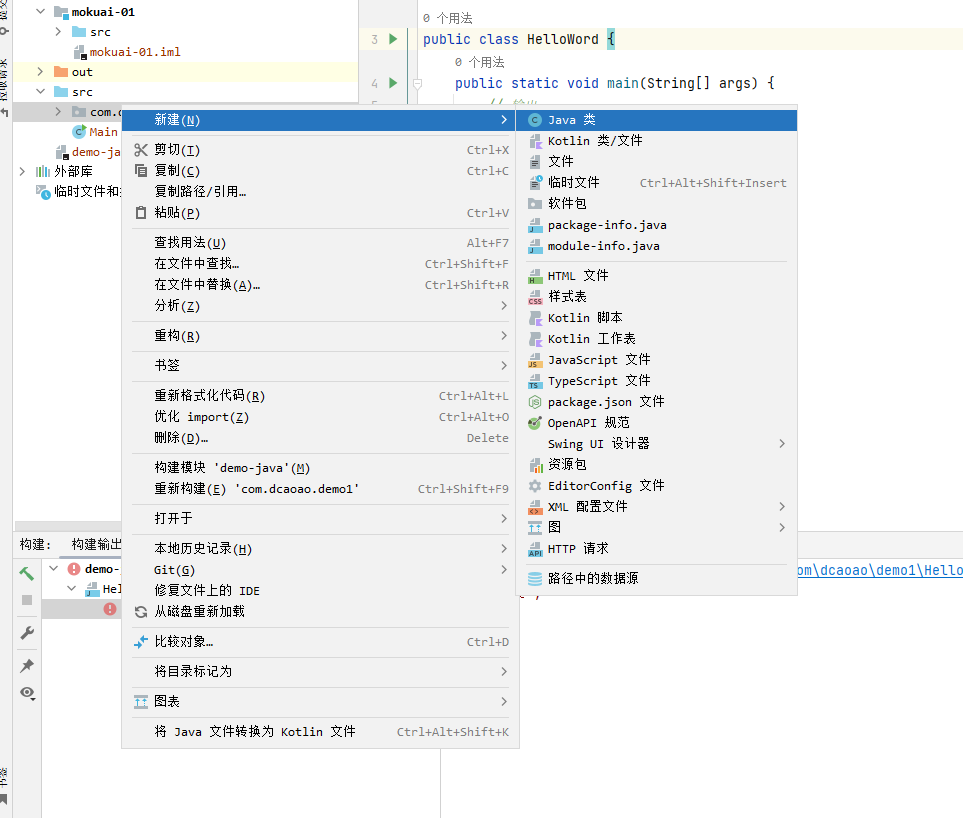 mokuai-01
src
mokuai-01.iml
out
src
com.
Main
demo-ja
外部库
临时文件和
0 个用法
3 public class HelloWord {
0 个用法
4 public static void main(String[] args) {
新建(N)
剪切(T) Ctrl+X
复制(C)
复制路径/引用…
粘贴(P) Ctrl+V
查找用法(U) Alt+F7
在文件中查找… Ctrl+Shift+F
在文件中替换(A)… Ctrl+Shift+R
分析(Z)
重构(R)
书签
重新格式化代码(R) Ctrl+Alt+L
优化 import(Z) Ctrl+Alt+O
删除(D)… Delete
构建模块 'demo-java'(M)
重新构建(E) 'com.dcaoao.demo1' Ctrl+Shift+F9
打开于
本地历史记录(H)
Git(G)
修复文件上的 IDE
从磁盘重新加载
比较对象… Ctrl+D
将目录标记为
图表
将 Java 文件转换为 Kotlin 文件 Ctrl+Alt+Shift+K
Java 类
Kotlin 类/文件
文件
临时文件 Ctrl+Alt+Shift+Insert
软件包
package-info.java
module-info.java
HTML 文件
样式表
Kotlin 脚本
Kotlin 工作表
JavaScript 文件
TypeScript 文件
package.json 文件
OpenAPI 规范
Swing UI 设计器
资源包
EditorConfig 文件
XML 配置文件
图
HTTP 请求
路径中的数据源
构建: 构建输出
demo-
Hel
om\dcaoao\demo1\Hello
书签